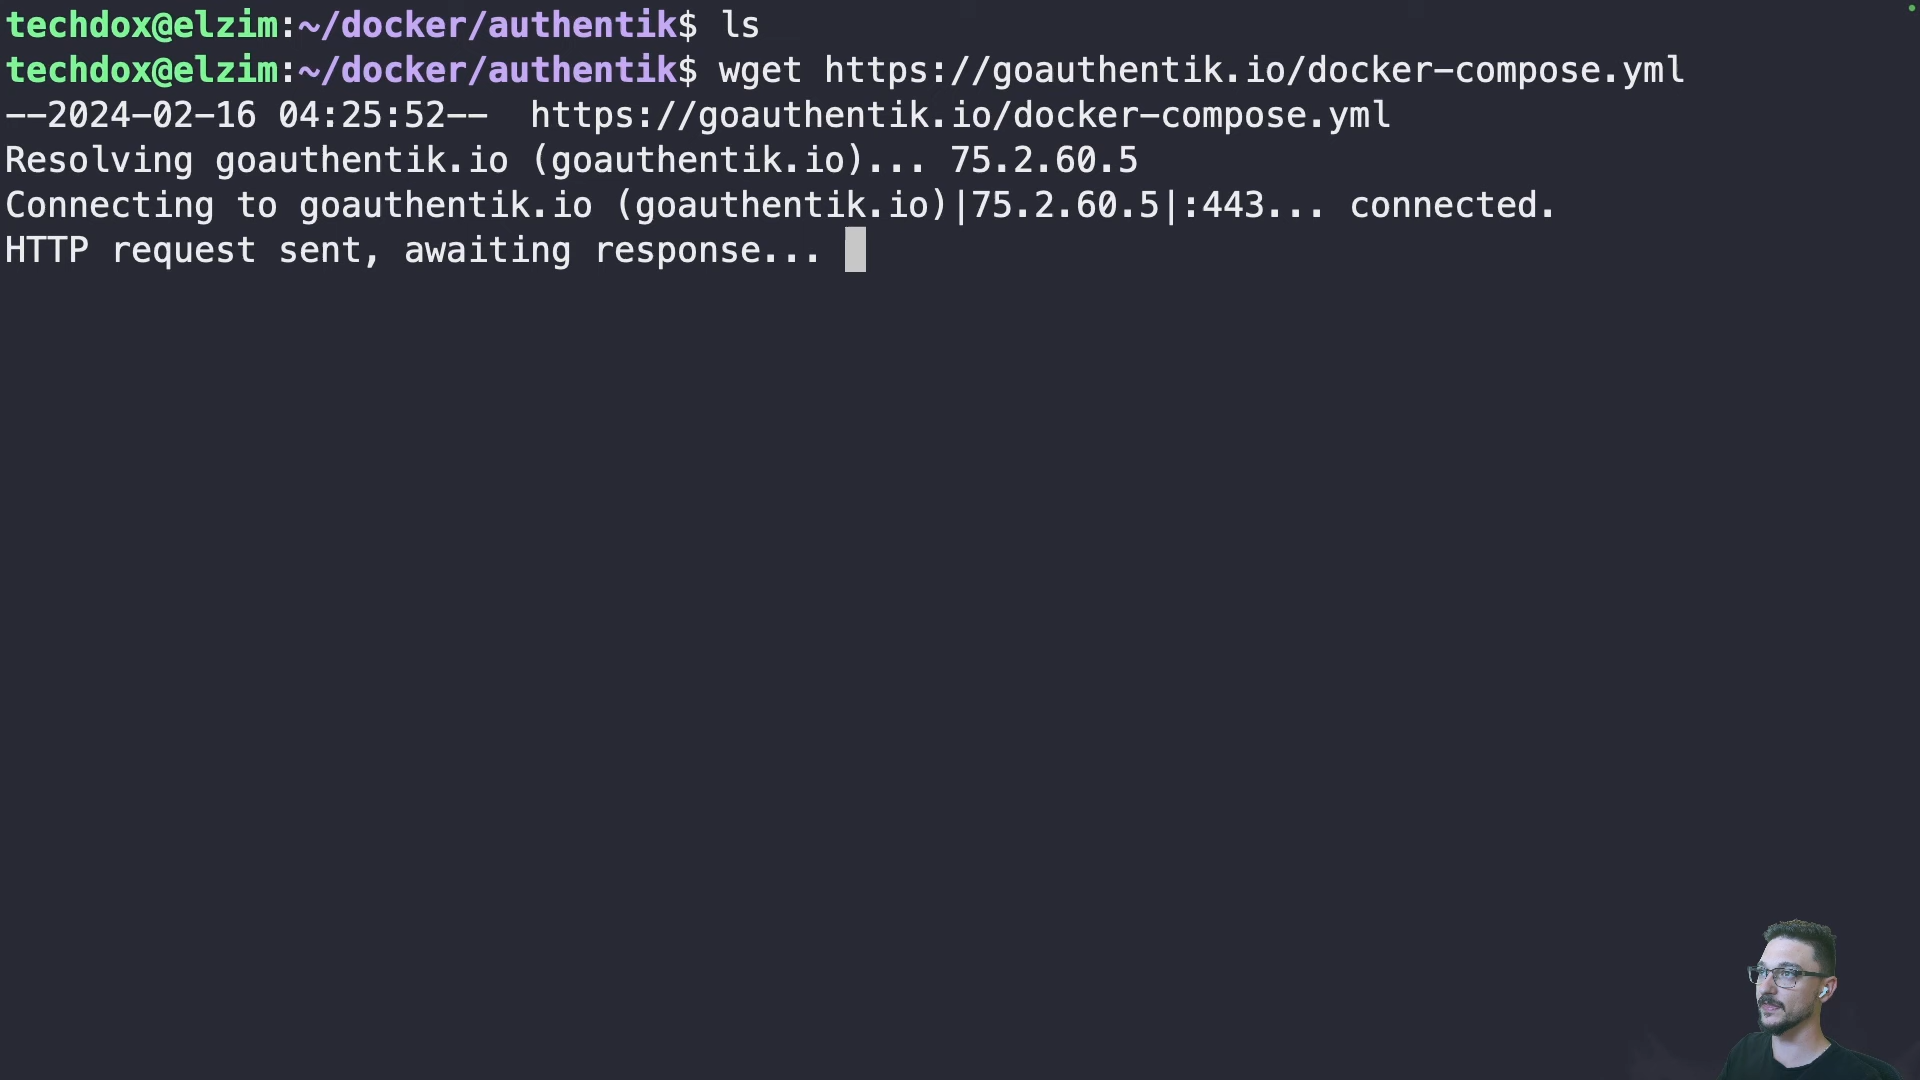 techdox@elzim:~/docker/authentik$ ls
techdox@elzim:~/docker/authentik$ wget https://goauthentik.io/docker-compose.yml
--2024-02-16 04:25:52--  https://goauthentik.io/docker-compose.yml
Resolving goauthentik.io (goauthentik.io)... 75.2.60.5
Connecting to goauthentik.io (goauthentik.io)|75.2.60.5|:443... connected.
HTTP request sent, awaiting response...